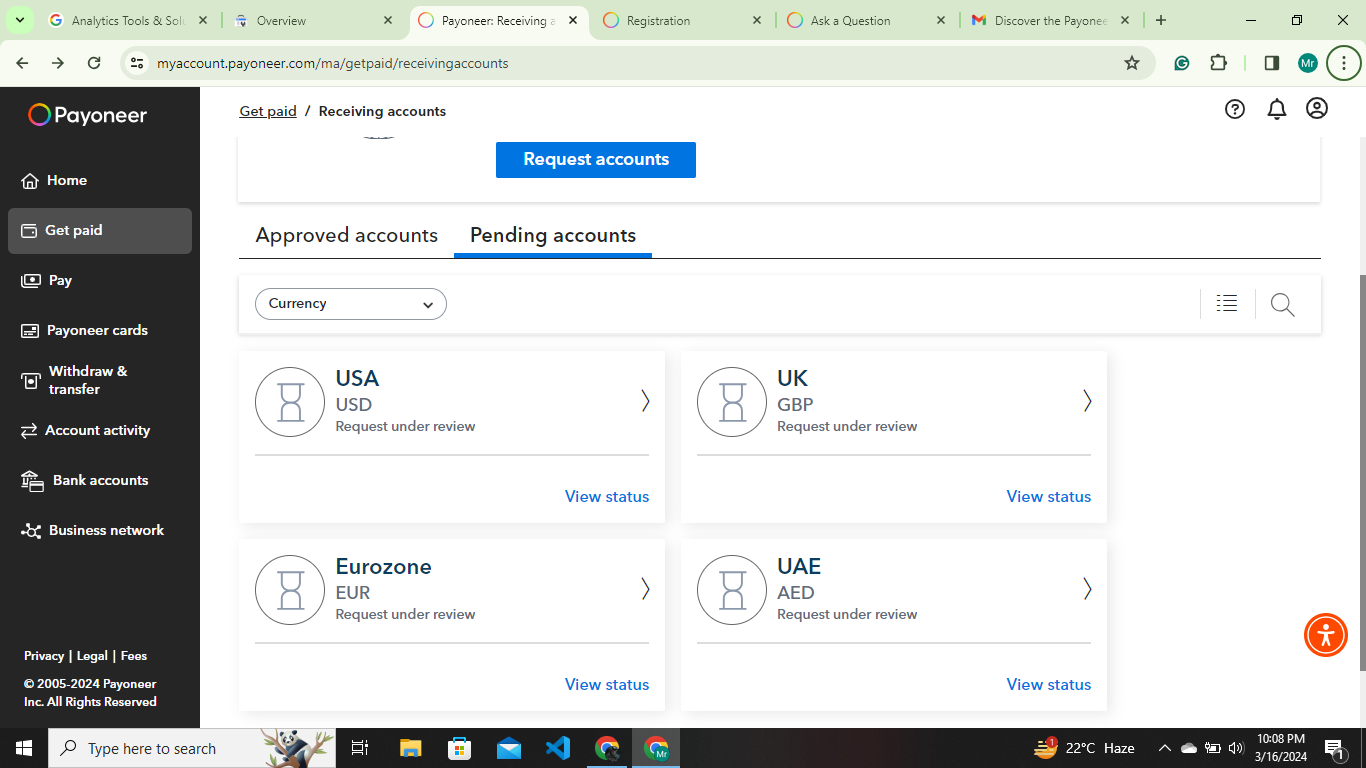 Analytics Tools & Solu
Overview
Payoneer: Receiving a
Registration
Ask a Question
Discover the Payonee
myaccount.payoneer.com/ma/getpaid/receivingaccounts
Mr
Payoneer
Get paid / Receiving accounts
Home
Get paid
Pay
Payoneer cards
Withdraw &
transfer
Account activity
Bank accounts
Business network
Privacy | Legal | Fees
© 2005-2024 Payoneer
Inc. All Rights Reserved
Request accounts
Approved accounts
Pending accounts
Currency
USA
USD
Request under review
View status
UK
GBP
Request under review
View status
Eurozone
EUR
Request under review
View status
UAE
AED
Request under review
View status
Type here to search
Mr
1
22°C Haze
10:08 PM
3/16/2024
1